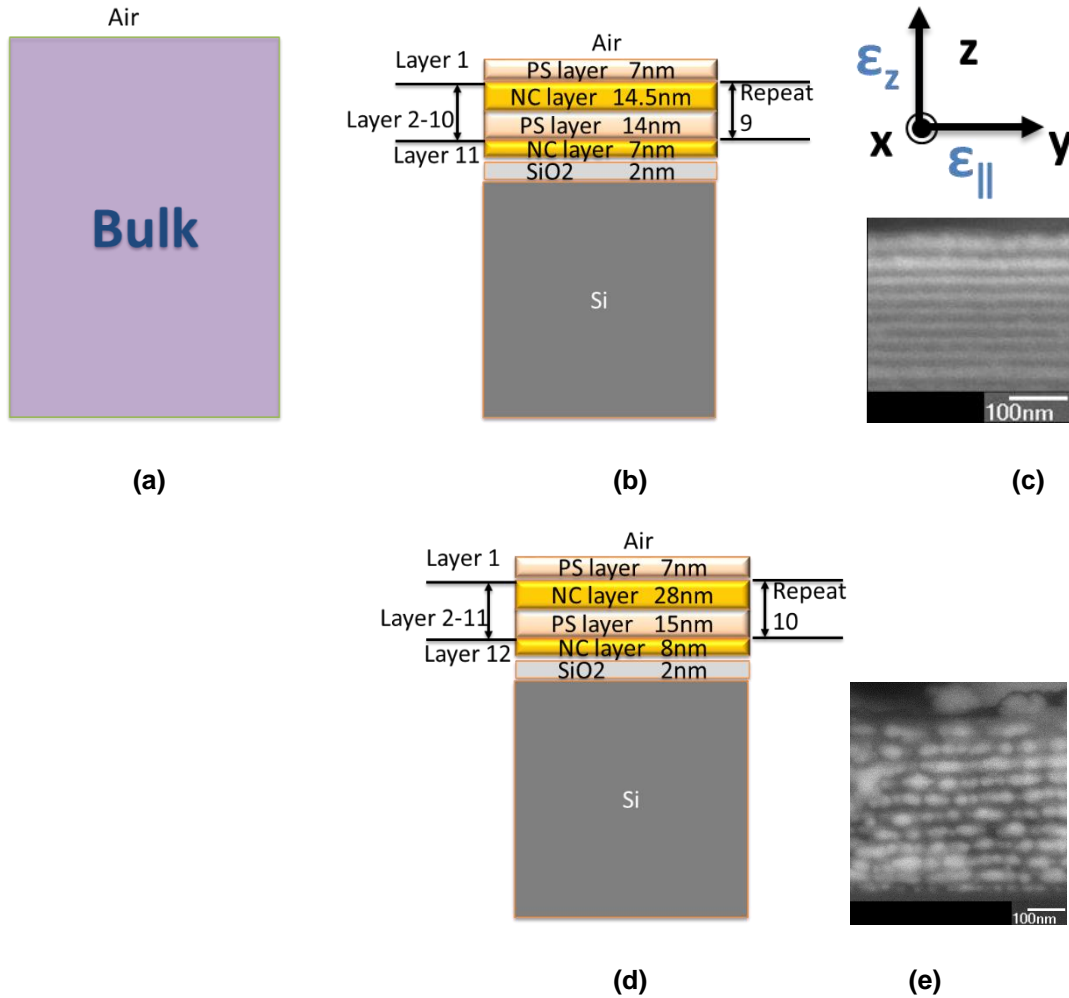 Air
Bulk
(a)
Air
Layer 1
PS layer 7nm
NC layer 14.5nm
Layer 2-10
Repeat
9
PS layer 14nm
Layer 11
NC layer 7nm
SiO2 2nm
Si
(b)
εz
z
x
y
ε||
100nm
(c)
Air
Layer 1
PS layer 7nm
NC layer 28nm
Layer 2-11
Repeat
10
PS layer 15nm
Layer 12
NC layer 8nm
SiO2 2nm
Si
(d)
100nm
(e)